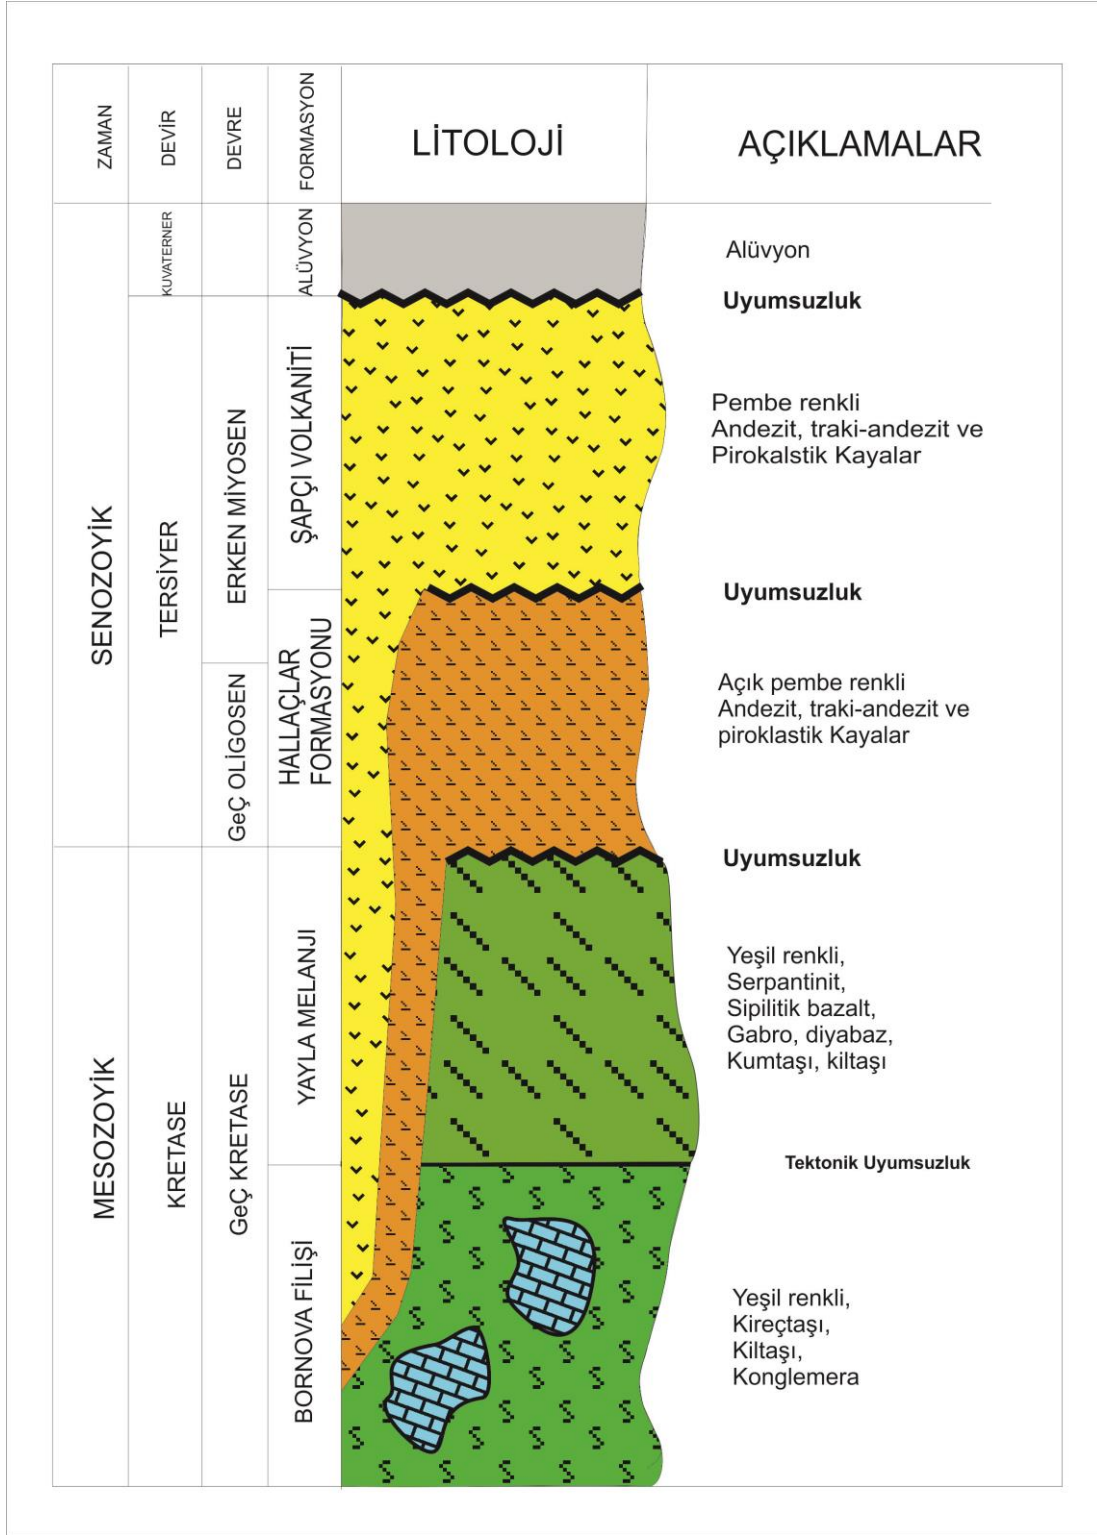 ZAMAN
DEVİR
DEVRE
FORMASYON
LİTOLOJİ
AÇIKLAMALAR
SENOZOYİK
KUVATERNER
ALÜVYON
Alüvyon
Uyumsuzluk
TERSİYER
ERKEN MİYOSEN
ŞAPÇI VOLKANİTİ
Pembe renkli
Andezit, traki-andezit ve
Pirokalstik Kayalar
Uyumsuzluk
GeÇ OLİGOSEN
HALLAÇLAR
FORMASYONU
Açık pembe renkli
Andezit, traki-andezit ve
piroklastik Kayalar
Uyumsuzluk
MESOZOYİK
KRETASE
GeÇ KRETASE
YAYLA MELANJI
Yeşil renkli,
Serpantinit,
Sipilitik bazalt,
Gabro, diyabaz,
Kumtaşı, kiltaşı
Tektonik Uyumsuzluk
BORNOVA FİLİŞİ
Yeşil renkli,
Kireçtaşı,
Kiltaşı,
Konglemera